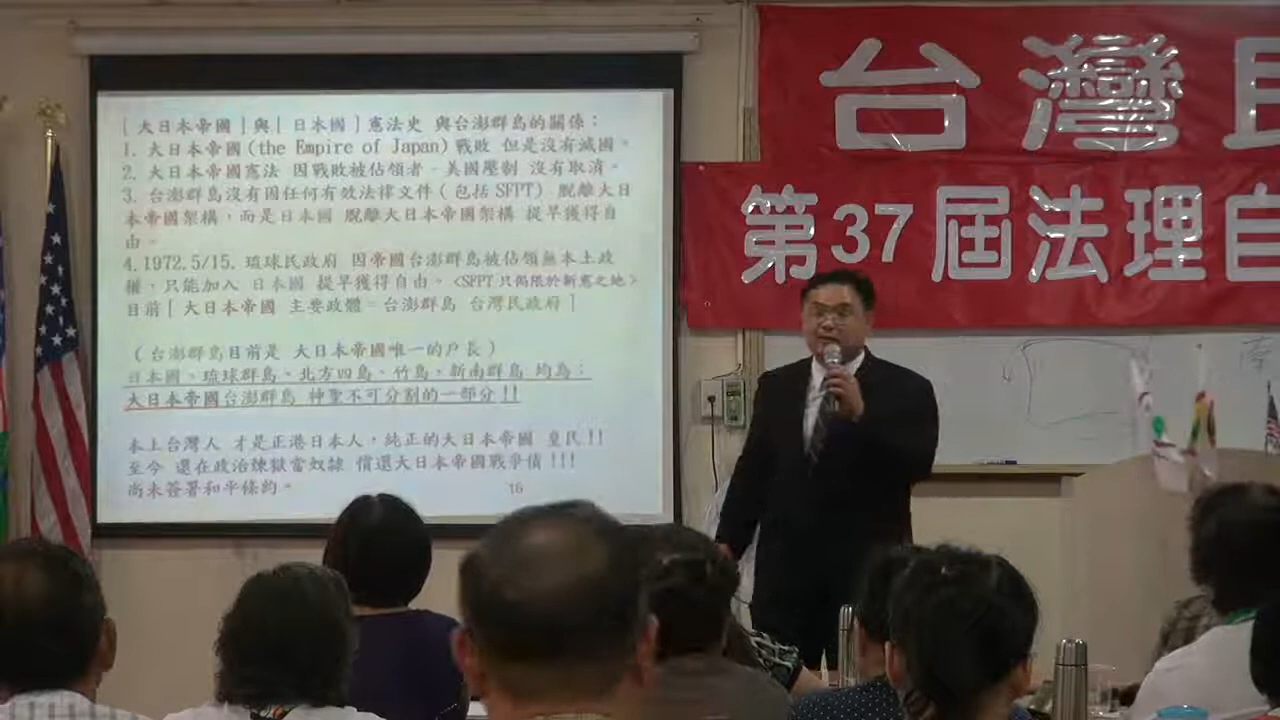 [ 大日本帝國 ] 與 [ 日本國 ] 憲法史 與台澎群島的關係：
1. 大日本帝國 (the Empire of Japan) 戰敗 但是沒有滅國。
2. 大日本帝國憲法 因戰敗被佔領者－美國壓制 沒有取消。
3. 台澎群島沒有因任何有效法律文件 ( 包括 SFPT) 脫離大日
本帝國架構，而是日本國 脫離大日本帝國架構 提早獲得自
由。
4.1972.5/15. 琉球民政府 因帝國台澎群島被佔領無本土政
權，只能加入 日本國 提早獲得自由。<SFPT 只侷限於新憲之地>
目前 [ 大日本帝國 主要政體＝台澎群島 台灣民政府 ]
( 台澎群島目前是 大日本帝國唯一的戶長 )
日本國、琉球群島、北方四島、竹島、新南群島 均為：
大日本帝國台澎群島 神聖不可分割的一部分!!
本土台灣人 才是正港日本人，純正的大日本帝國 皇民!!
至今 還在政治煉獄當奴隸 償還大日本帝國戰爭債!!!
尚未簽署和平條約。
16
台灣民
第37屆法理自